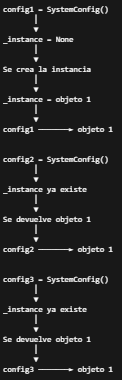 config1 = SystemConfig()
_instance = None
Se crea la instancia
_instance = objeto 1
config1 ───────► objeto 1
config2 = SystemConfig()
_instance ya existe
Se devuelve objeto 1
config2 ───────► objeto 1
config3 = SystemConfig()
_instance ya existe
Se devuelve objeto 1
config3 ───────► objeto 1